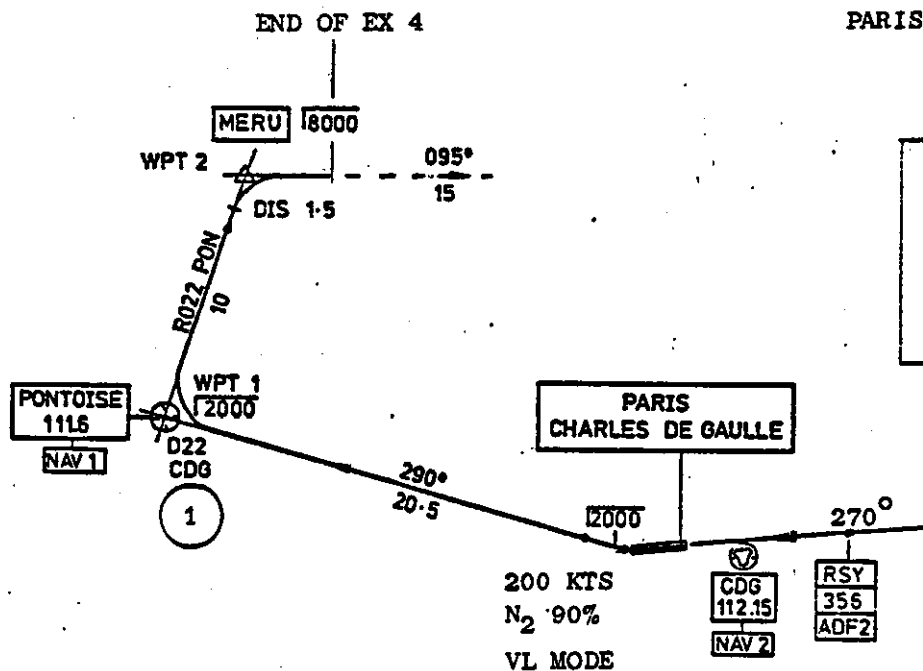 END OF EX 4
PARIS
MERU
8000
WPT 2
095°
15
DIS 1·5
R022 PON
10
WPT 1
2000
PONTOISE
111.6
NAV 1
D22
CDG
1
290°
20·5
PARIS
CHARLES DE GAULLE
2000
270°
200 KTS
N2 90%
VL MODE
CDG
112.15
NAV 2
RSY
356
ADF2